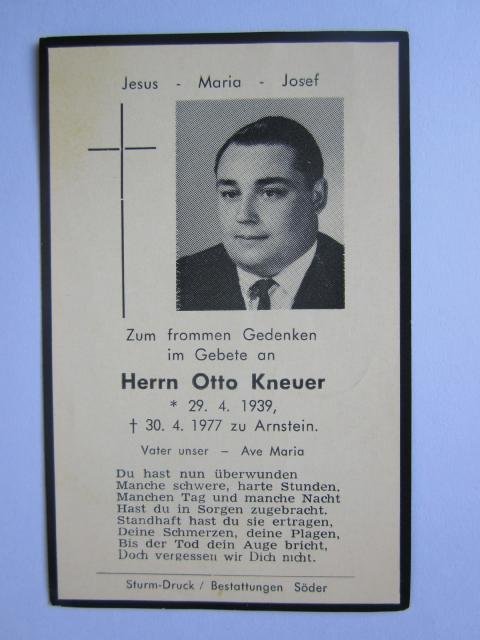 Jesus - Maria - Josef
Zum frommen Gedenken
im Gebete an
Herrn Otto Kneuer
* 29. 4. 1939,
† 30. 4. 1977 zu Arnstein.
Vater unser – Ave Maria
Du hast nun überwunden
Manche schwere, harte Stunden,
Manchen Tag und manche Nacht
Hast du in Sorgen zugebracht.
Standhaft hast du sie ertragen,
Deine Schmerzen, deine Plagen,
Bis der Tod dein Auge bricht,
Doch vergessen wir Dich nicht.
Sturm-Druck / Bestattungen Söder